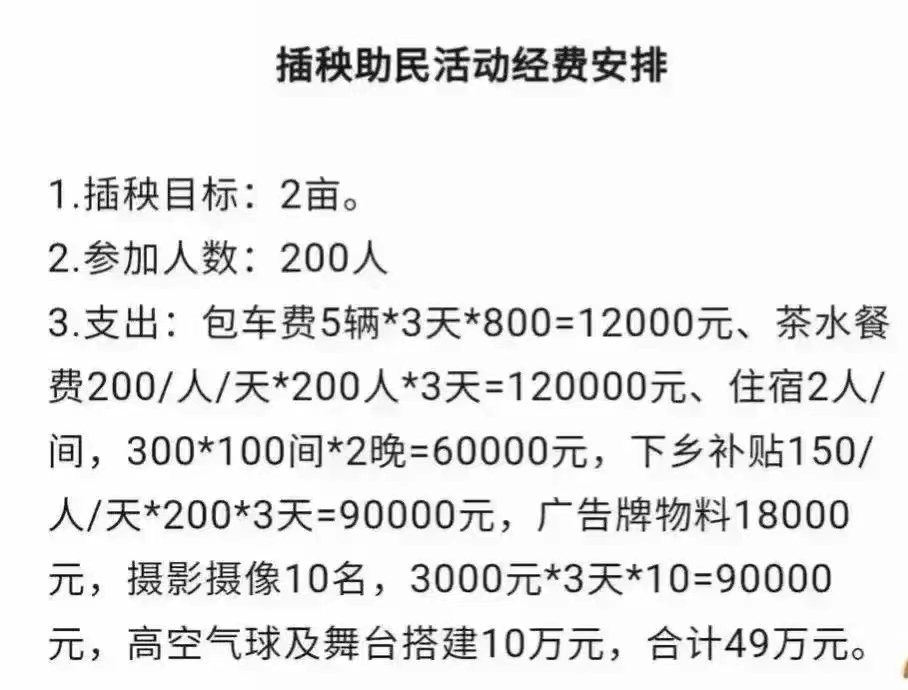 插秧助民活动经费安排
1.插秧目标：2亩。
2.参加人数：200人
3.支出：包车费5辆*3天*800=12000元、茶水餐
费200/人/天*200人*3天=120000元、住宿2人/
间，300*100间*2晚=60000元，下乡补贴150/
人/天*200*3天=90000元，广告牌物料18000
元，摄影摄像10名，3000元*3天*10=90000
元，高空气球及舞台搭建10万元，合计49万元。